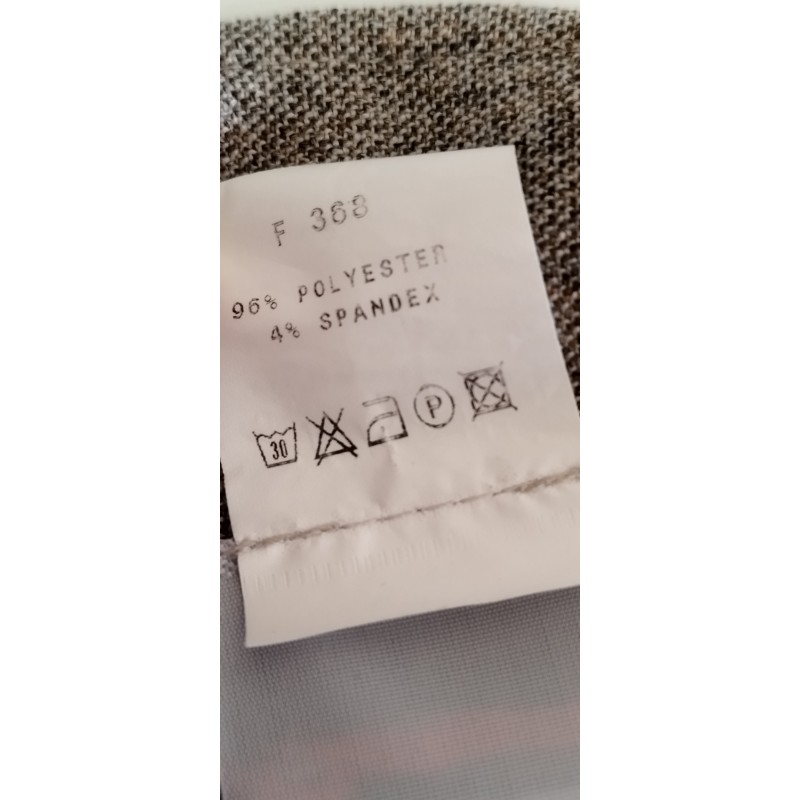 F 368
96% POLYESTER
4% SPANDEX
30 P